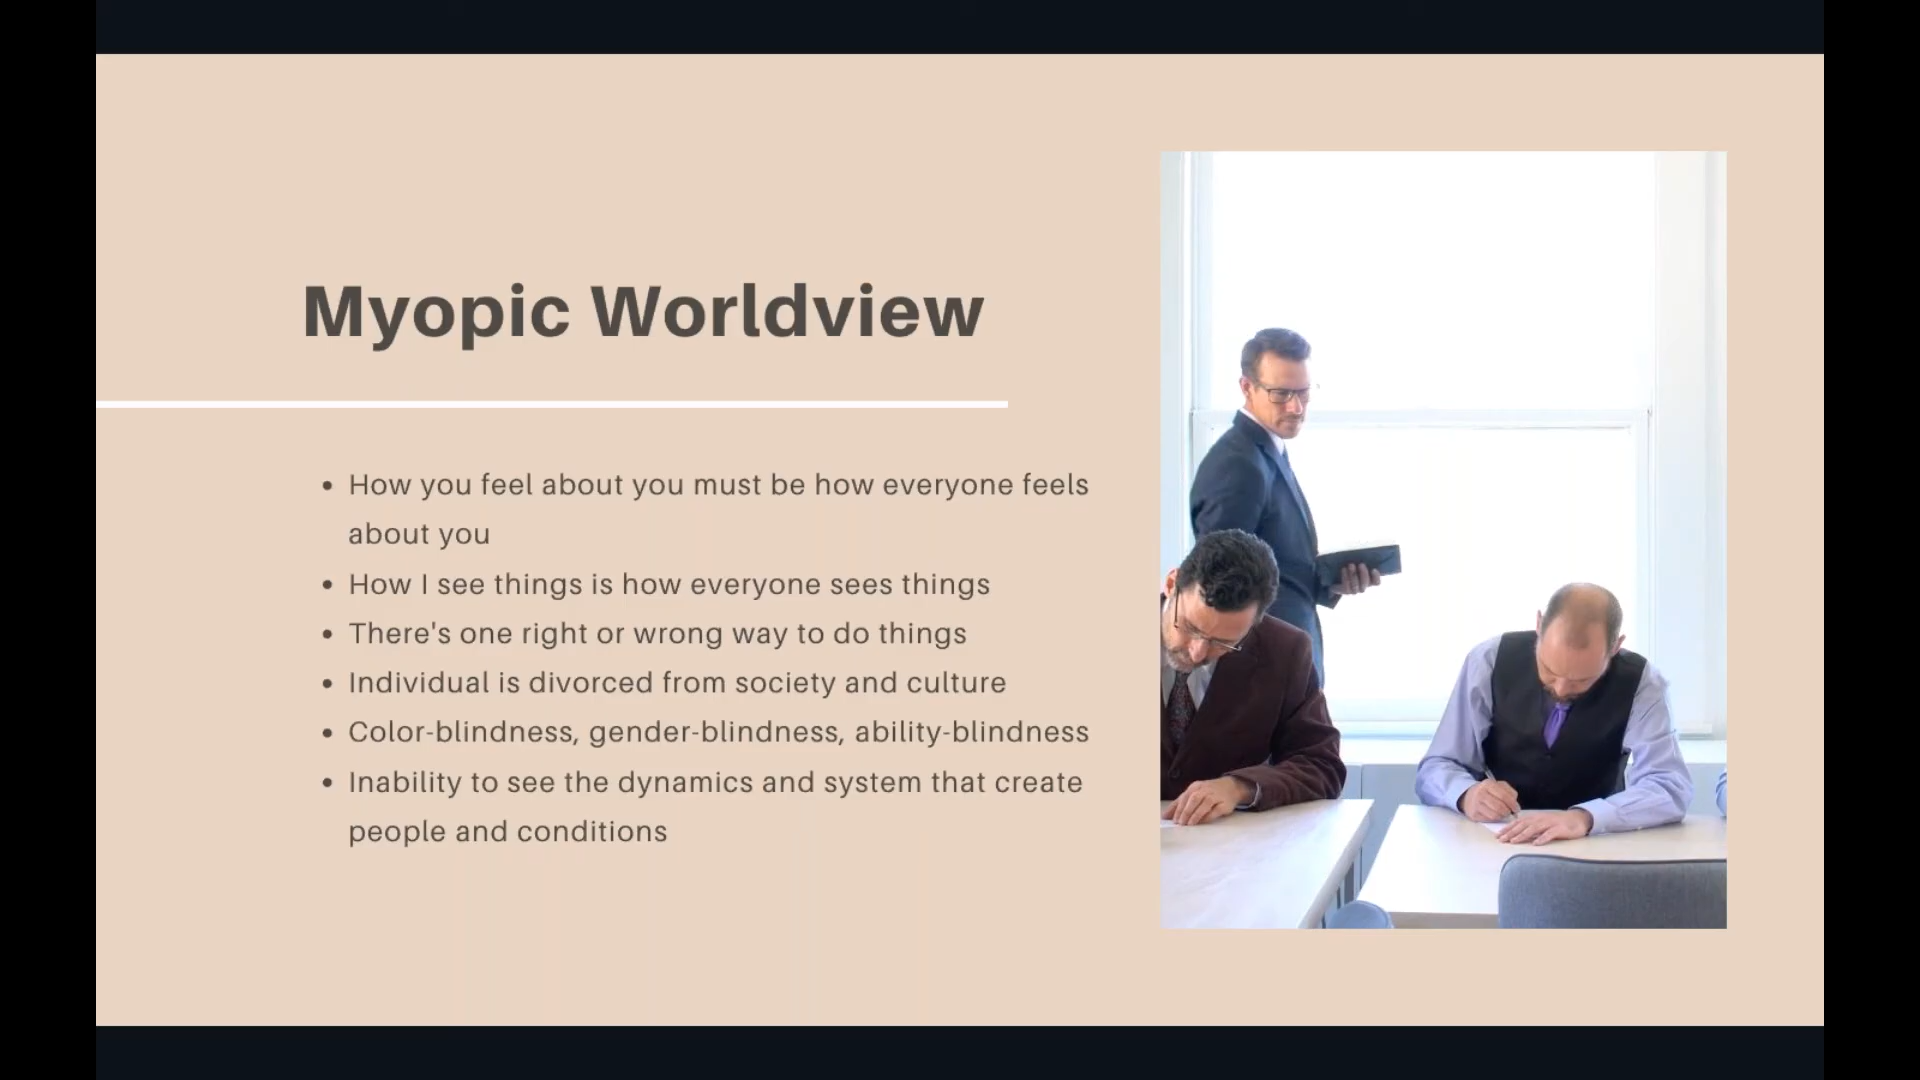 Myopic Worldview
• How you feel about you must be how everyone feels
about you
• How I see things is how everyone sees things
• There's one right or wrong way to do things
• Individual is divorced from society and culture
• Color-blindness, gender-blindness, ability-blindness
• Inability to see the dynamics and system that create
people and conditions